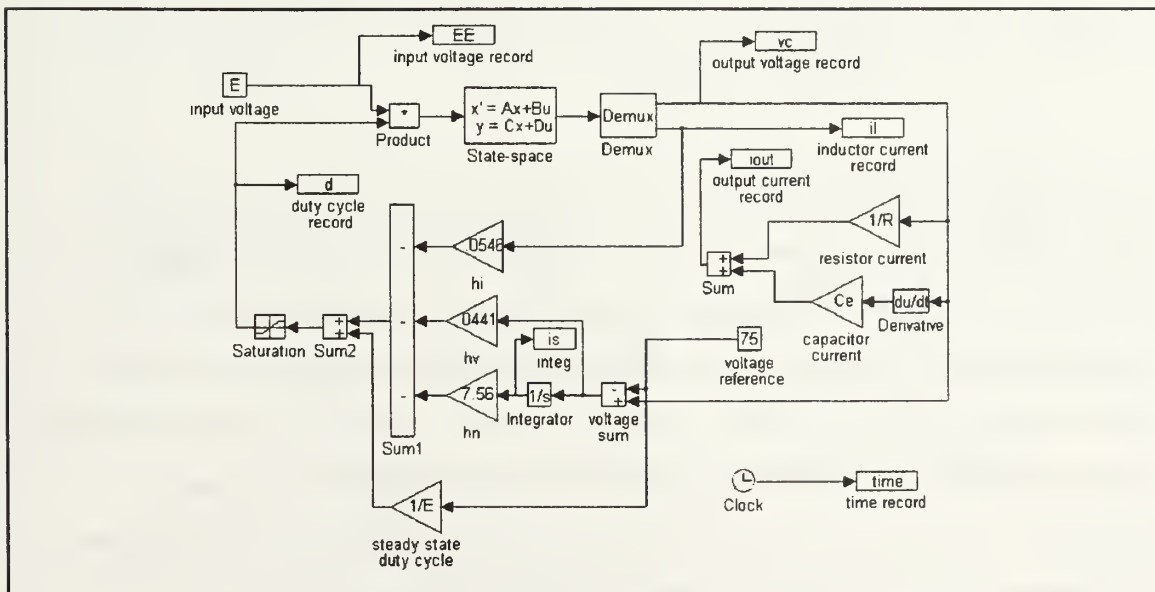 EE
input voltage record
vc
output voltage record
E
input voltage
*
Product
x' = Ax+Bu
y = Cx+Du
State-space
Demux
Demux
il
inductor current
record
iout
output current
record
d
duty cycle
record
1/R
resistor current
-
.0546
hi
+
+
Sum
Ce
capacitor
current
du/dt
Derivative
Saturation
+
+
Sum2
-
.0441
hv
is
integ
75
voltage
reference
-
7.56
hn
1/s
Integrator
-
+
voltage
sum
Sum1
1/E
steady state
duty cycle
Clock
time
time record